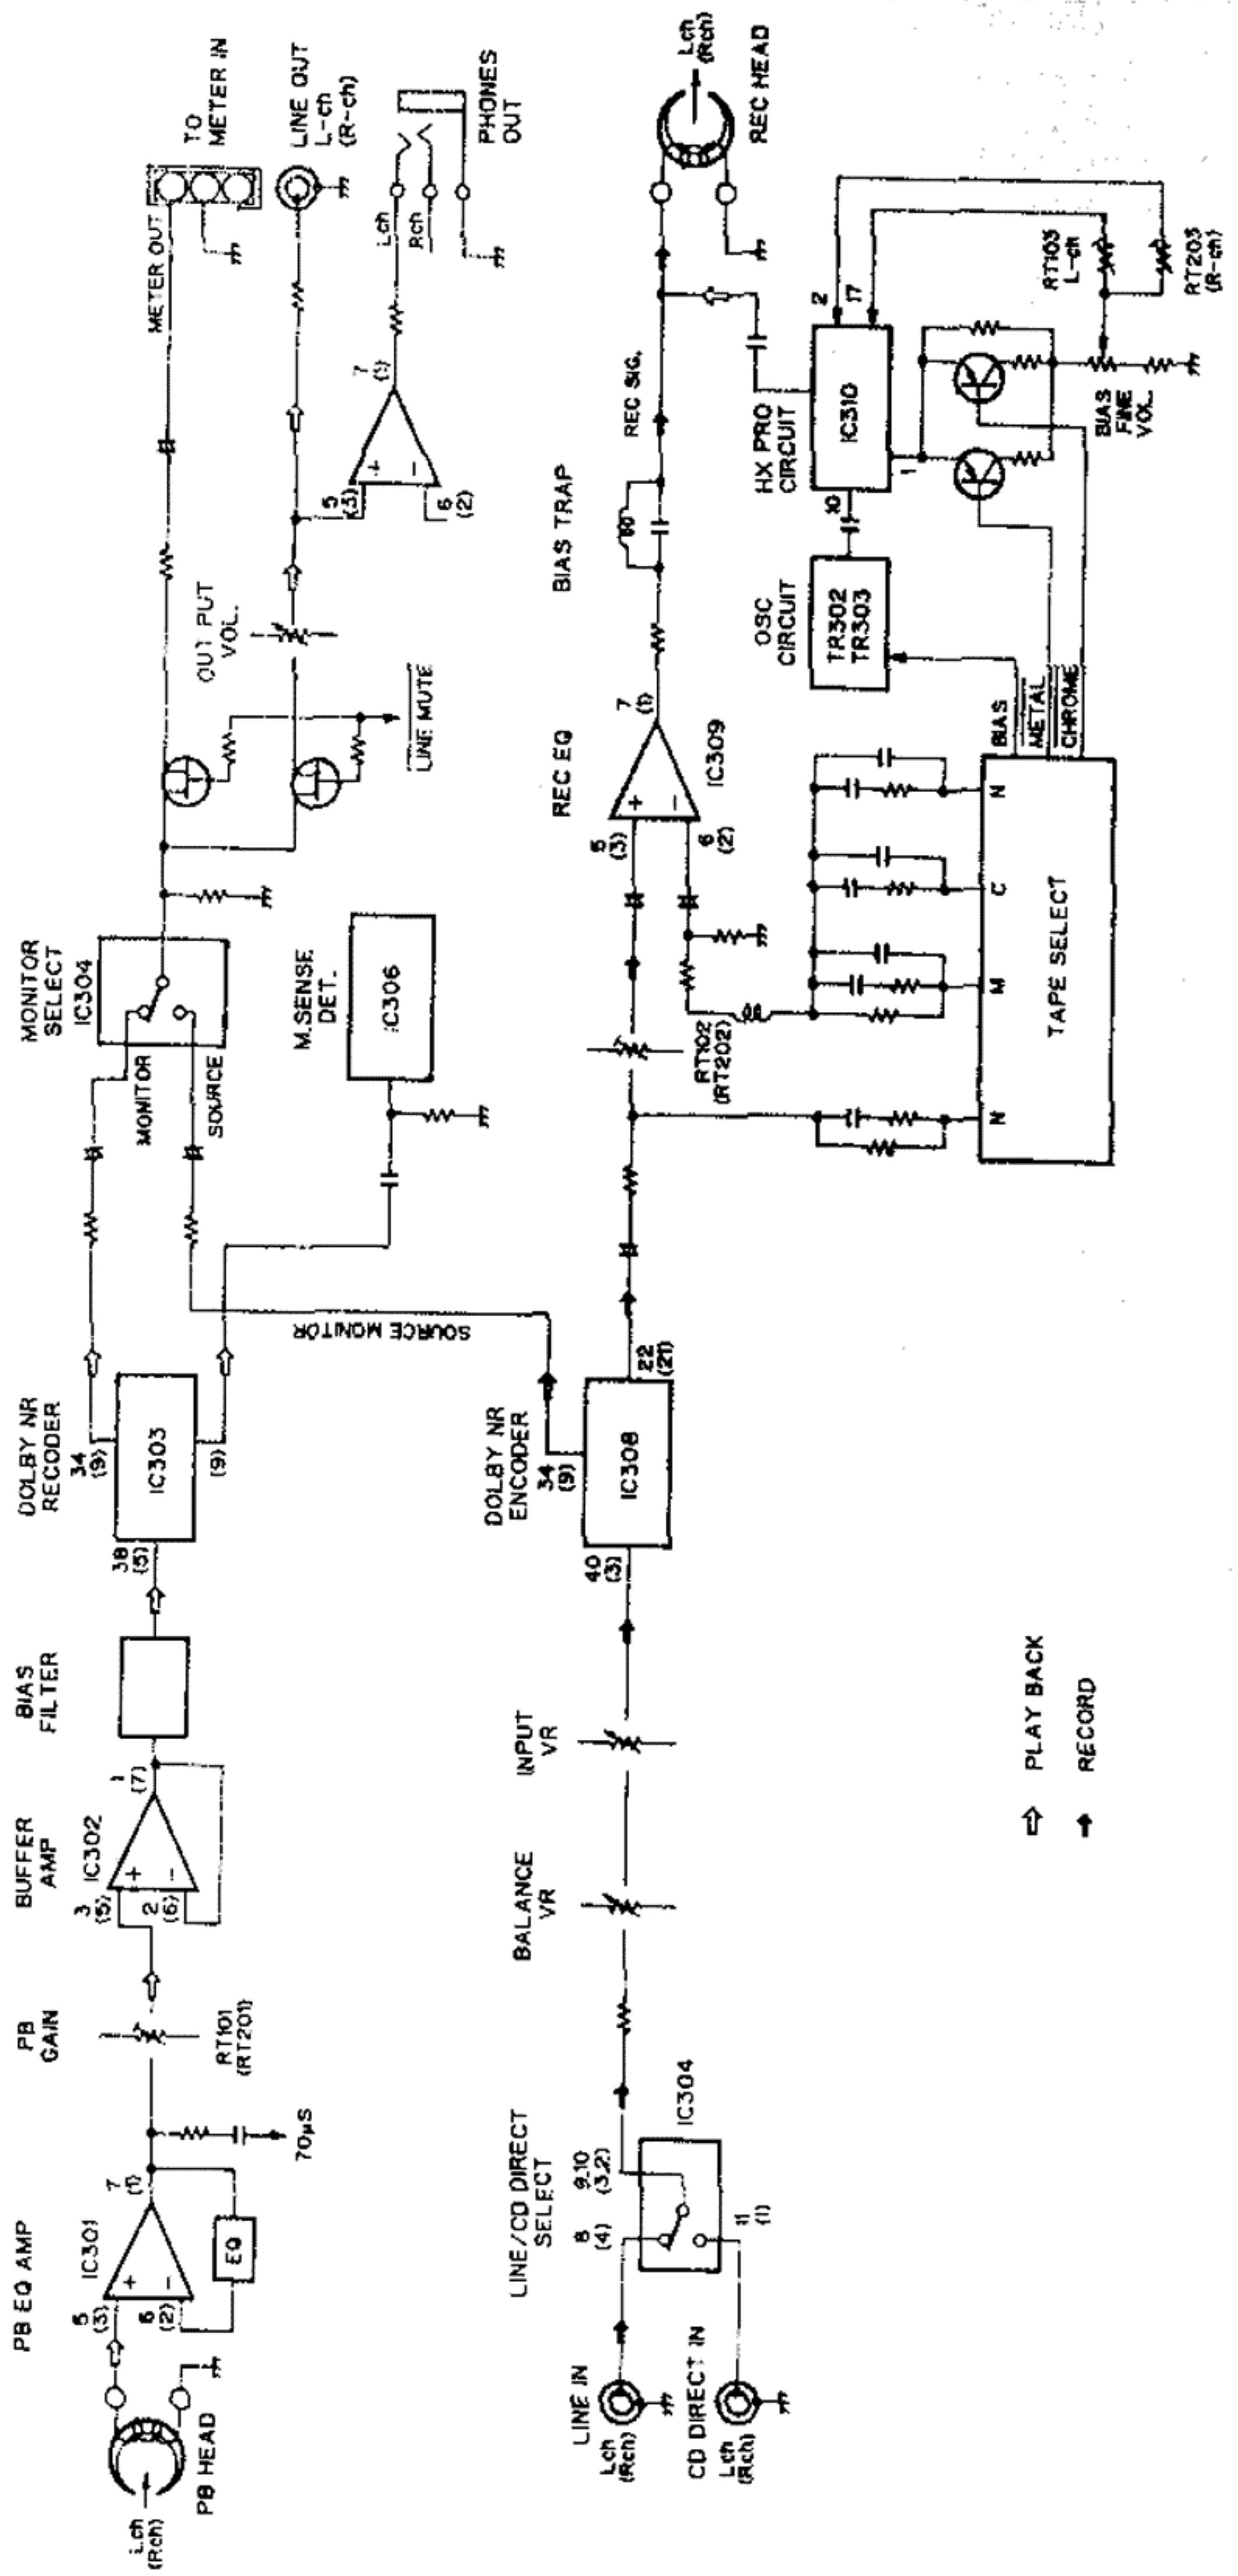 PB HEAD
Lch
(Rch)
PB EQ AMP
IC301
5
(3)
6
(2)
+
−
7
(1)
EQ
70µS
PB
GAIN
RT101
(RT201)
BUFFER
AMP
IC302
3
(5)
2
(6)
+
−
1
(7)
BIAS
FILTER
DOLBY NR
RECODER
38
(5)
IC303
34
(9)
(9)
MONITOR
SELECT
IC304
MONITOR
SOURCE
SOURCE MONITOR
M.SENSE
DET.
IC306
OUT PUT
VOL.
LINE MUTE
METER OUT
TO
METER IN
LINE OUT
L-ch
(R-ch)
5
(3)
6
(2)
+
−
7
(1)
Lch
Rch
PHONES
OUT
LINE IN
Lch
(Rch)
CD DIRECT IN
Lch
(Rch)
LINE/CD DIRECT
SELECT
8
(4)
9.10
(3.2)
11
(1)
IC304
BALANCE
VR
INPUT
VR
DOLBY NR
ENCODER
40
(3)
IC308
34
(9)
22
(21)
RT102
(RT202)
REC EQ
5
(3)
6
(2)
+
−
IC309
7
(1)
BIAS TRAP
REC SIG.
REC HEAD
Lch
(Rch)
TAPE SELECT
N
M
C
N
BIAS
METAL
CHROME
OSC
CIRCUIT
TR302
TR303
HX PRO
CIRCUIT
IC310
10
1
2
17
BIAS
FINE
VOL.
RT103
L-ch
RT203
(R-ch)
PLAY BACK
RECORD